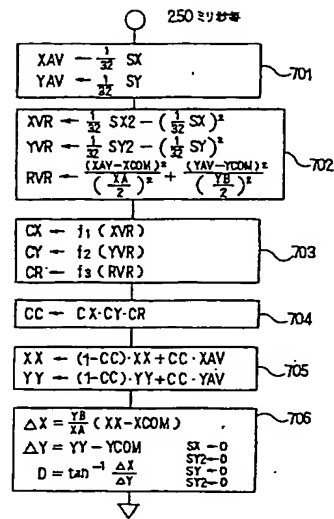 250 ミリ秒毎
XAV ← 1/32 SX
YAV ← 1/32 SY
701
XVR ← 1/32 SX2 - (1/32 SX)²
YVR ← 1/32 SY2 - (1/32 SY)²
RVR ← (XAV-XCOM)²/(XA/2)² + (YAV-YCOM)²/(YB/2)²
702
CX ← f₁ (XVR)
CY ← f₂ (YVR)
CR ← f₃ (RVR)
703
CC ← CX·CY·CR
704
XX ← (1-CC)·XX+CC·XAV
YY ← (1-CC)·YY+CC·YAV
705
706
ΔX = YB/XA (XX-XCOM)
ΔY = YY - YCOM
SX ← 0
SY2 ← 0
D = tan⁻¹ ΔX/ΔY
SY ← 0
SY2 ← 0